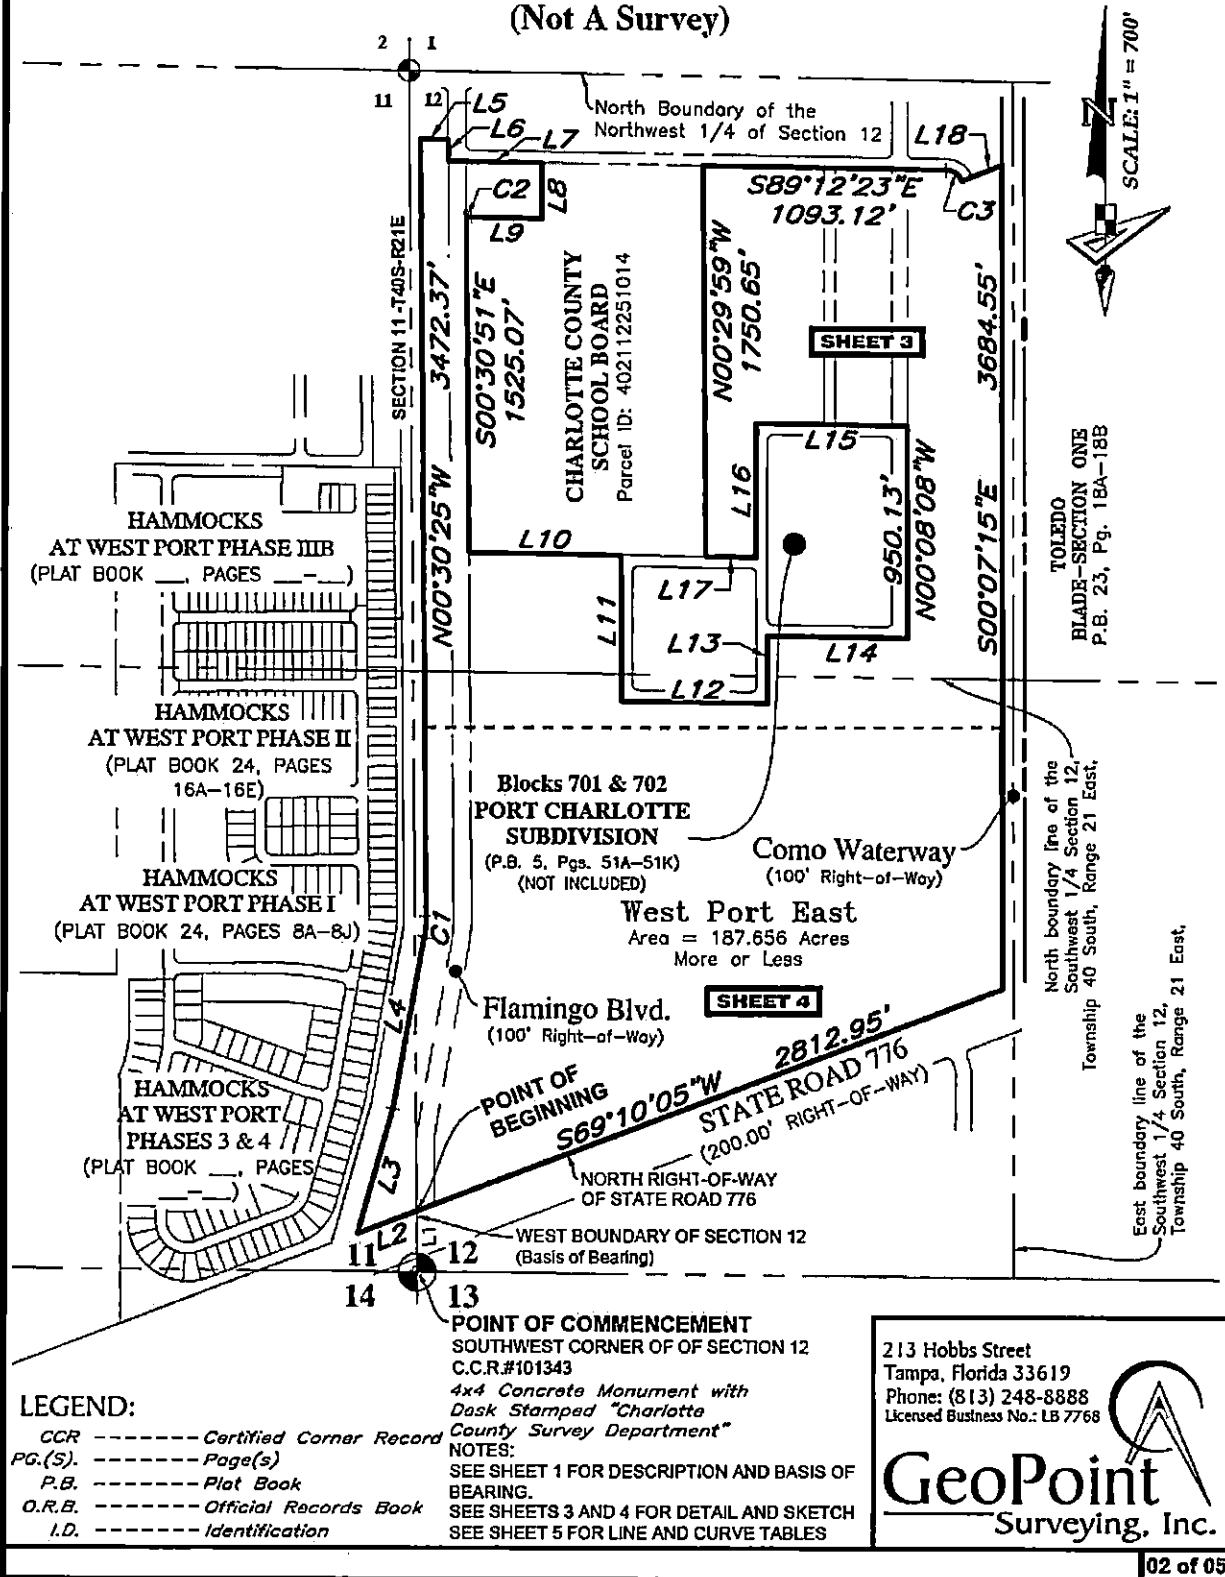 (Not A Survey)
2 1
11 12
SCALE: 1" = 700'
N
North Boundary of the
Northwest 1/4 of Section 12
L5
L6
L7
L18
C2
L8
L9
S89°12'23"E
1093.12'
C3
SECTION 11-T40S-R21E
3472.37'
N00°30'25"W
S00°30'51"E
1525.07'
CHARLOTTE COUNTY
SCHOOL BOARD
Parcel ID: 402112251014
N00°29'59"W
1750.65'
SHEET 3
3684.55'
S00°07'15"E
L15
L16
950.13'
N00°08'08"W
TOLEDO
BLADE-SECTION ONE
P.B. 23, Pg. 18A-18B
L10
L11
L17
L13
L14
L12
HAMMOCKS
AT WEST PORT PHASE IIIB
(PLAT BOOK ___, PAGES ___-___)
HAMMOCKS
AT WEST PORT PHASE II
(PLAT BOOK 24, PAGES
16A-16E)
HAMMOCKS
AT WEST PORT PHASE I
(PLAT BOOK 24, PAGES 8A-8J)
Blocks 701 & 702
PORT CHARLOTTE
SUBDIVISION
(P.B. 5, Pgs. 51A-51K)
(NOT INCLUDED)
Como Waterway
(100' Right-of-Way)
North boundary line of the
Southwest 1/4 Section 12,
Township 40 South, Range 21 East,
West Port East
Area = 187.656 Acres
More or Less
SHEET 4
C1
L4
Flamingo Blvd.
(100' Right-of-Way)
East boundary line of the
Southwest 1/4 Section 12,
Township 40 South, Range 21 East,
HAMMOCKS
AT WEST PORT
PHASES 3 & 4
(PLAT BOOK ___, PAGES
___-___)
POINT OF
BEGINNING
S69°10'05"W
2812.95'
STATE ROAD 776
(200.00' RIGHT-OF-WAY)
L3
NORTH RIGHT-OF-WAY
OF STATE ROAD 776
L2
L1
WEST BOUNDARY OF SECTION 12
(Basis of Bearing)
11 12
14 13
POINT OF COMMENCEMENT
SOUTHWEST CORNER OF OF SECTION 12
C.C.R.#101343
4x4 Concrete Monument with
Dask Stamped "Charlotte
County Survey Department"
NOTES:
SEE SHEET 1 FOR DESCRIPTION AND BASIS OF
BEARING.
SEE SHEETS 3 AND 4 FOR DETAIL AND SKETCH
SEE SHEET 5 FOR LINE AND CURVE TABLES
LEGEND:
CCR ------- Certified Corner Record
PG.(S). ------- Page(s)
P.B. ------- Plat Book
O.R.B. ------- Official Records Book
I.D. ------- Identification
213 Hobbs Street
Tampa, Florida 33619
Phone: (813) 248-8888
Licensed Business No.: LB 7768
GeoPoint
Surveying, Inc.
02 of 05